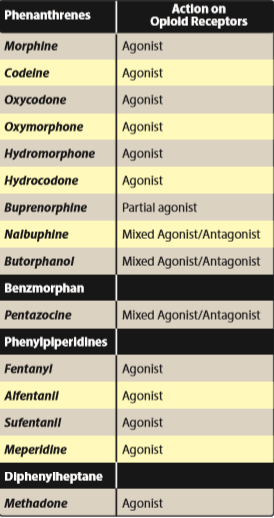 Phenanthrenes Action on
Opioid Receptors
Morphine Agonist
Codeine Agonist
Oxycodone Agonist
Oxymorphone Agonist
Hydromorphone Agonist
Hydrocodone Agonist
Buprenorphine Partial agonist
Nalbuphine Mixed Agonist/Antagonist
Butorphanol Mixed Agonist/Antagonist
Benzmorphan
Pentazocine Mixed Agonist/Antagonist
Phenylpiperidines
Fentanyl Agonist
Alfentanil Agonist
Sufentanil Agonist
Meperidine Agonist
Diphenylheptane
Methadone Agonist